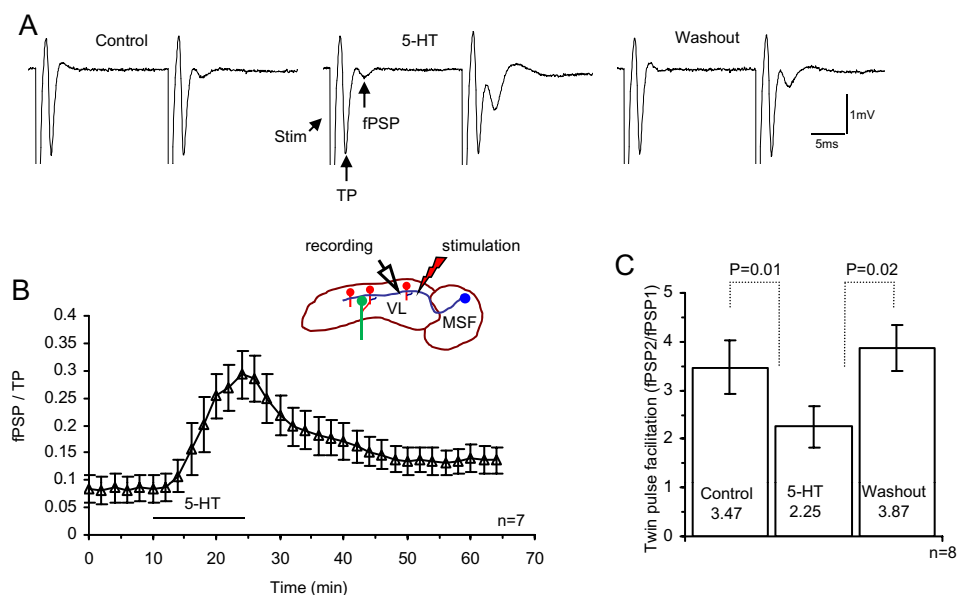 A
Control
5-HT
Washout
Stim
fPSP
TP
1mV
5ms
recording
stimulation
VL
MSF
B
fPSP / TP
0.4
0.35
0.3
0.25
0.2
0.15
0.1
0.05
0
5-HT
n=7
0 10 20 30 40 50 60 70
Time (min)
C
P=0.01
P=0.02
Twin pulse facilitation (fPSP2/fPSP1)
5
4
3
2
1
0
Control
3.47
5-HT
2.25
Washout
3.87
n=8